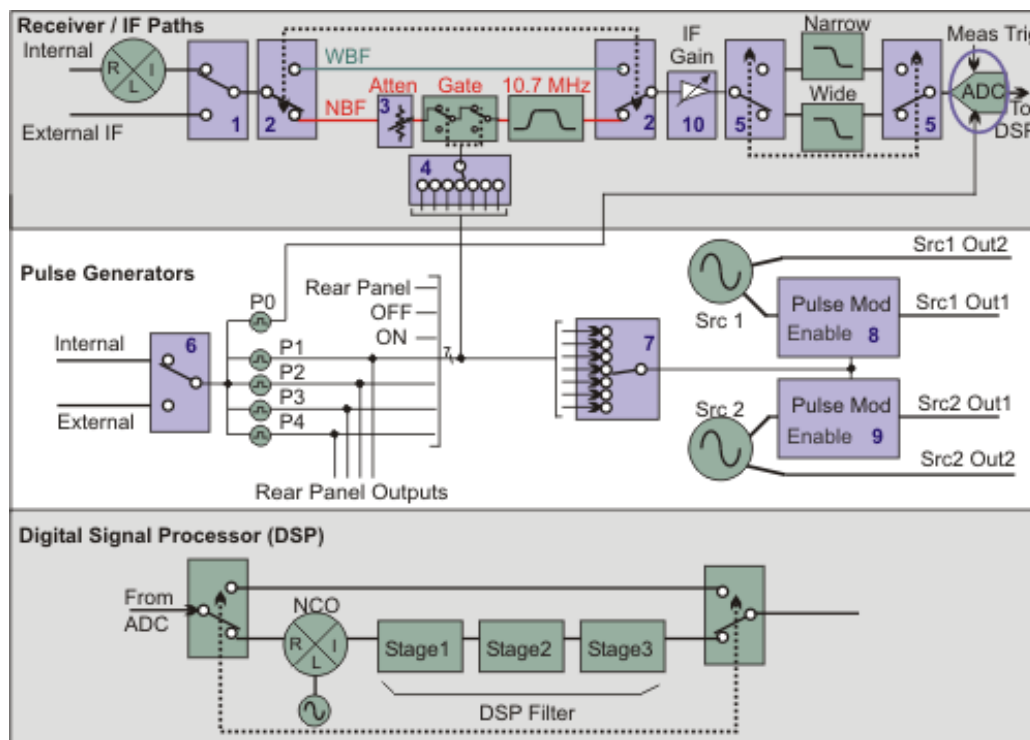 Receiver / IF Paths
Internal
R I
L
External IF
1
2
WBF
NBF
Atten
3
Gate
10.7 MHz
4
2
IF
Gain
10
5
Narrow
Wide
5
Meas Trig
ADC
To
DSP
Pulse Generators
Internal
External
6
P0
P1
P2
P3
P4
Rear Panel
OFF
ON
7
Rear Panel Outputs
7
Src 1
Src1 Out2
Pulse Mod
Enable 8
Src1 Out1
Src 2
Pulse Mod
Enable 9
Src2 Out1
Src2 Out2
Digital Signal Processor (DSP)
From
ADC
NCO
R I
L
Stage1
Stage2
Stage3
DSP Filter